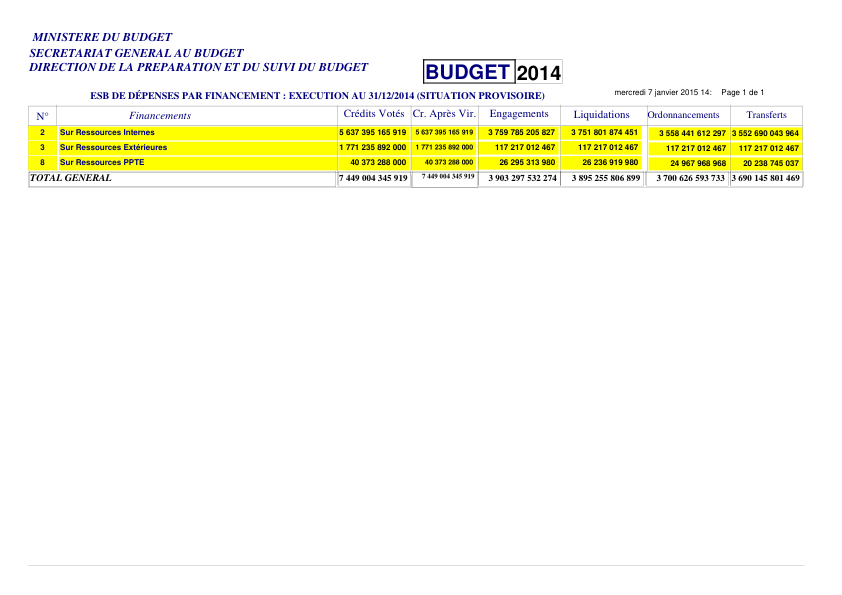 MINISTERE DU BUDGET
SECRETARIAT GENERAL AU BUDGET
DIRECTION DE LA PREPARATION ET DU SUIVI DU BUDGET
BUDGET 2014
mercredi 7 janvier 2015 14: Page 1 de 1
ESB DE DÉPENSES PAR FINANCEMENT : EXECUTION AU 31/12/2014 (SITUATION PROVISOIRE)
N° Financements Crédits Votés Cr. Après Vir. Engagements Liquidations Ordonnancements Transferts
2 Sur Ressources Internes 5 637 395 165 919 5 637 395 165 919 3 759 785 205 827 3 751 801 874 451 3 558 441 612 297 3 552 690 043 964
3 Sur Ressources Extérieures 1 771 235 892 000 1 771 235 892 000 117 217 012 467 117 217 012 467 117 217 012 467 117 217 012 467
8 Sur Ressources PPTE 40 373 288 000 40 373 288 000 26 295 313 980 26 236 919 980 24 967 968 968 20 238 745 037
TOTAL GENERAL 7 449 004 345 919 7 449 004 345 919 3 903 297 532 274 3 895 255 806 899 3 700 626 593 733 3 690 145 801 469